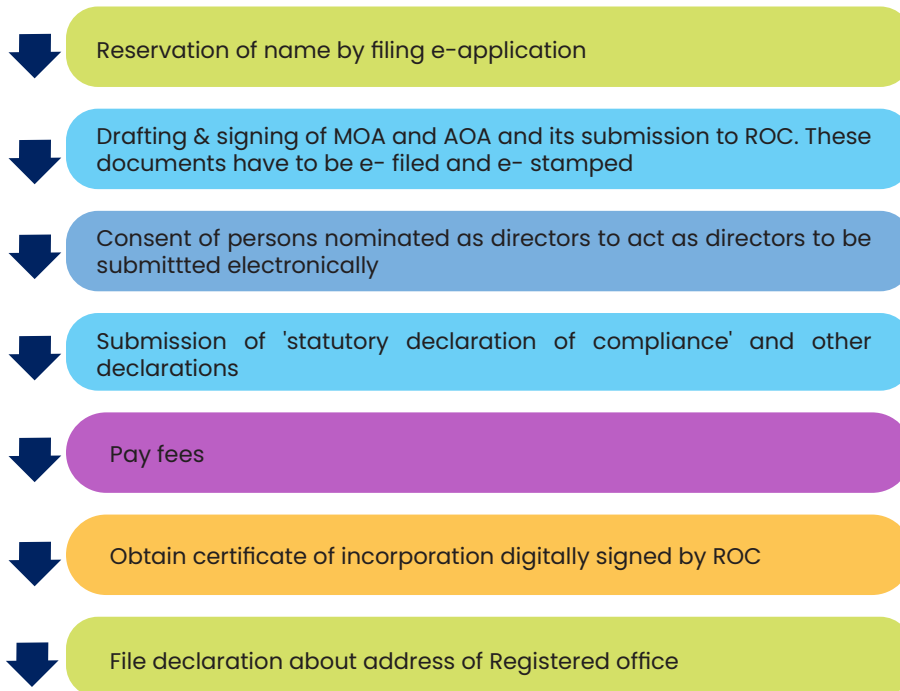 Reservation of name by filing e-application
Drafting & signing of MOA and AOA and its submission to ROC. These
documents have to be e- filed and e- stamped
Consent of persons nominated as directors to act as directors to be
submittted electronically
Submission of 'statutory declaration of compliance' and other
declarations
Pay fees
Obtain certificate of incorporation digitally signed by ROC
File declaration about address of Registered office